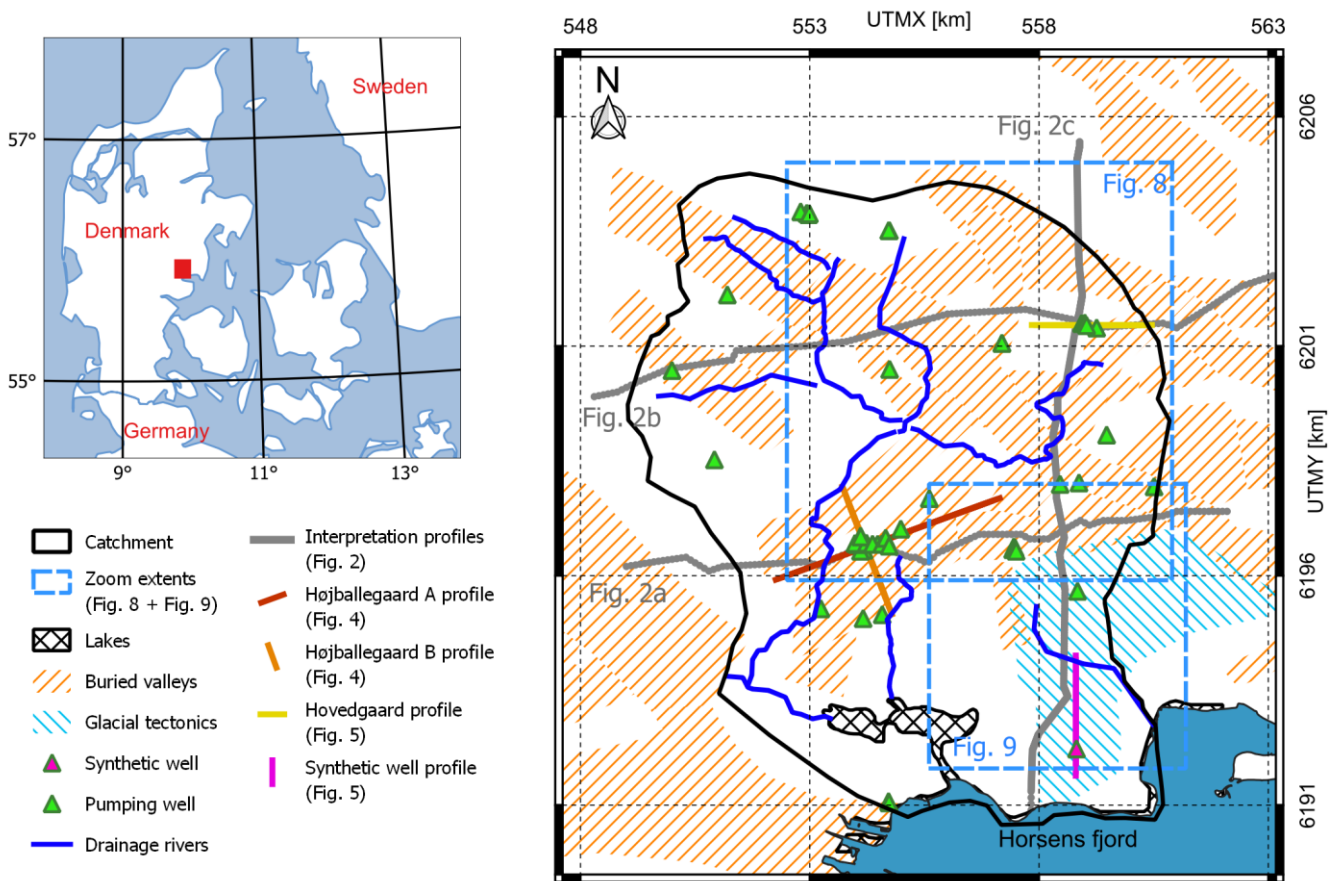 Sweden
57°
Denmark
55°
Germany
9°
11°
13°
Catchment
Zoom extents
(Fig. 8 + Fig. 9)
Lakes
Buried valleys
Glacial tectonics
Synthetic well
Pumping well
Drainage rivers
Interpretation profiles
(Fig. 2)
Højballegaard A profile
(Fig. 4)
Højballegaard B profile
(Fig. 4)
Hovedgaard profile
(Fig. 5)
Synthetic well profile
(Fig. 5)
UTMX [km]
548
553
558
563
N
Fig. 2c
Fig. 8
Fig. 2b
Fig. 2a
Fig. 9
Horsens fjord
6206
6201
6196
6191
UTMY [km]